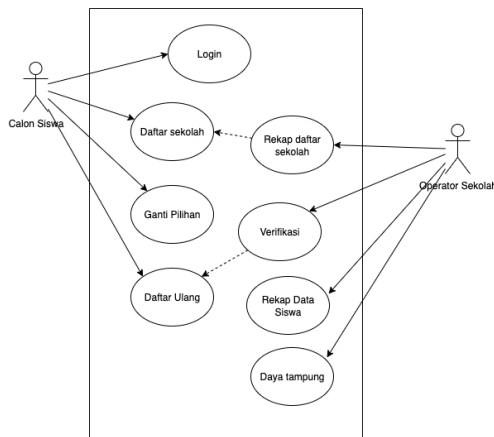 Login
Calon Siswa
Daftar sekolah
Rekap daftar
sekolah
Operator Sekolah
Ganti Pilihan
Verifikasi
Daftar Ulang
Rekap Data
Siswa
Daya tampung